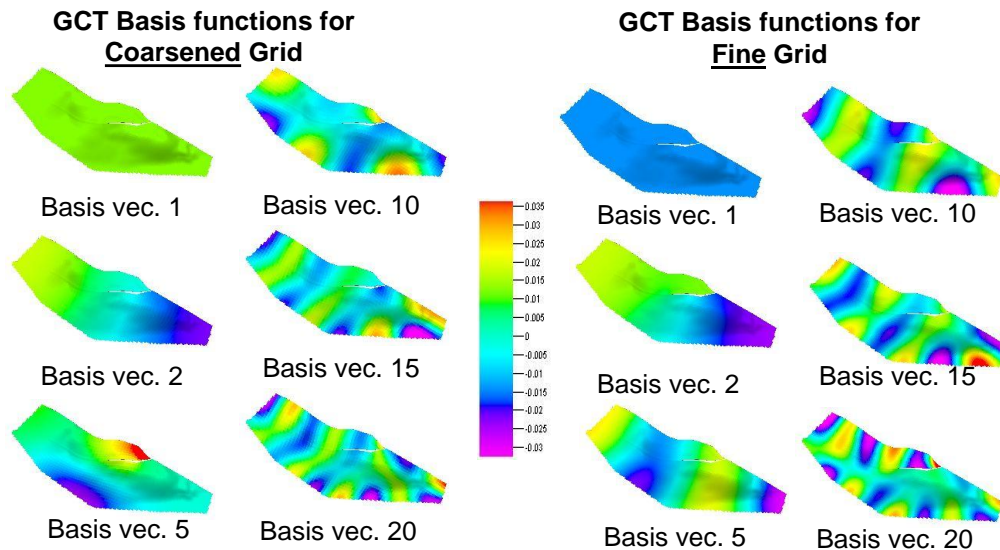 GCT Basis functions for
Coarsened Grid
Basis vec. 1
Basis vec. 10
Basis vec. 2
Basis vec. 15
Basis vec. 5
Basis vec. 20
0.035
0.03
0.025
0.02
0.015
0.01
0.005
0
-0.005
-0.01
-0.015
-0.02
-0.025
-0.03
GCT Basis functions for
Fine Grid
Basis vec. 1
Basis vec. 10
Basis vec. 2
Basis vec. 15
Basis vec. 5
Basis vec. 20